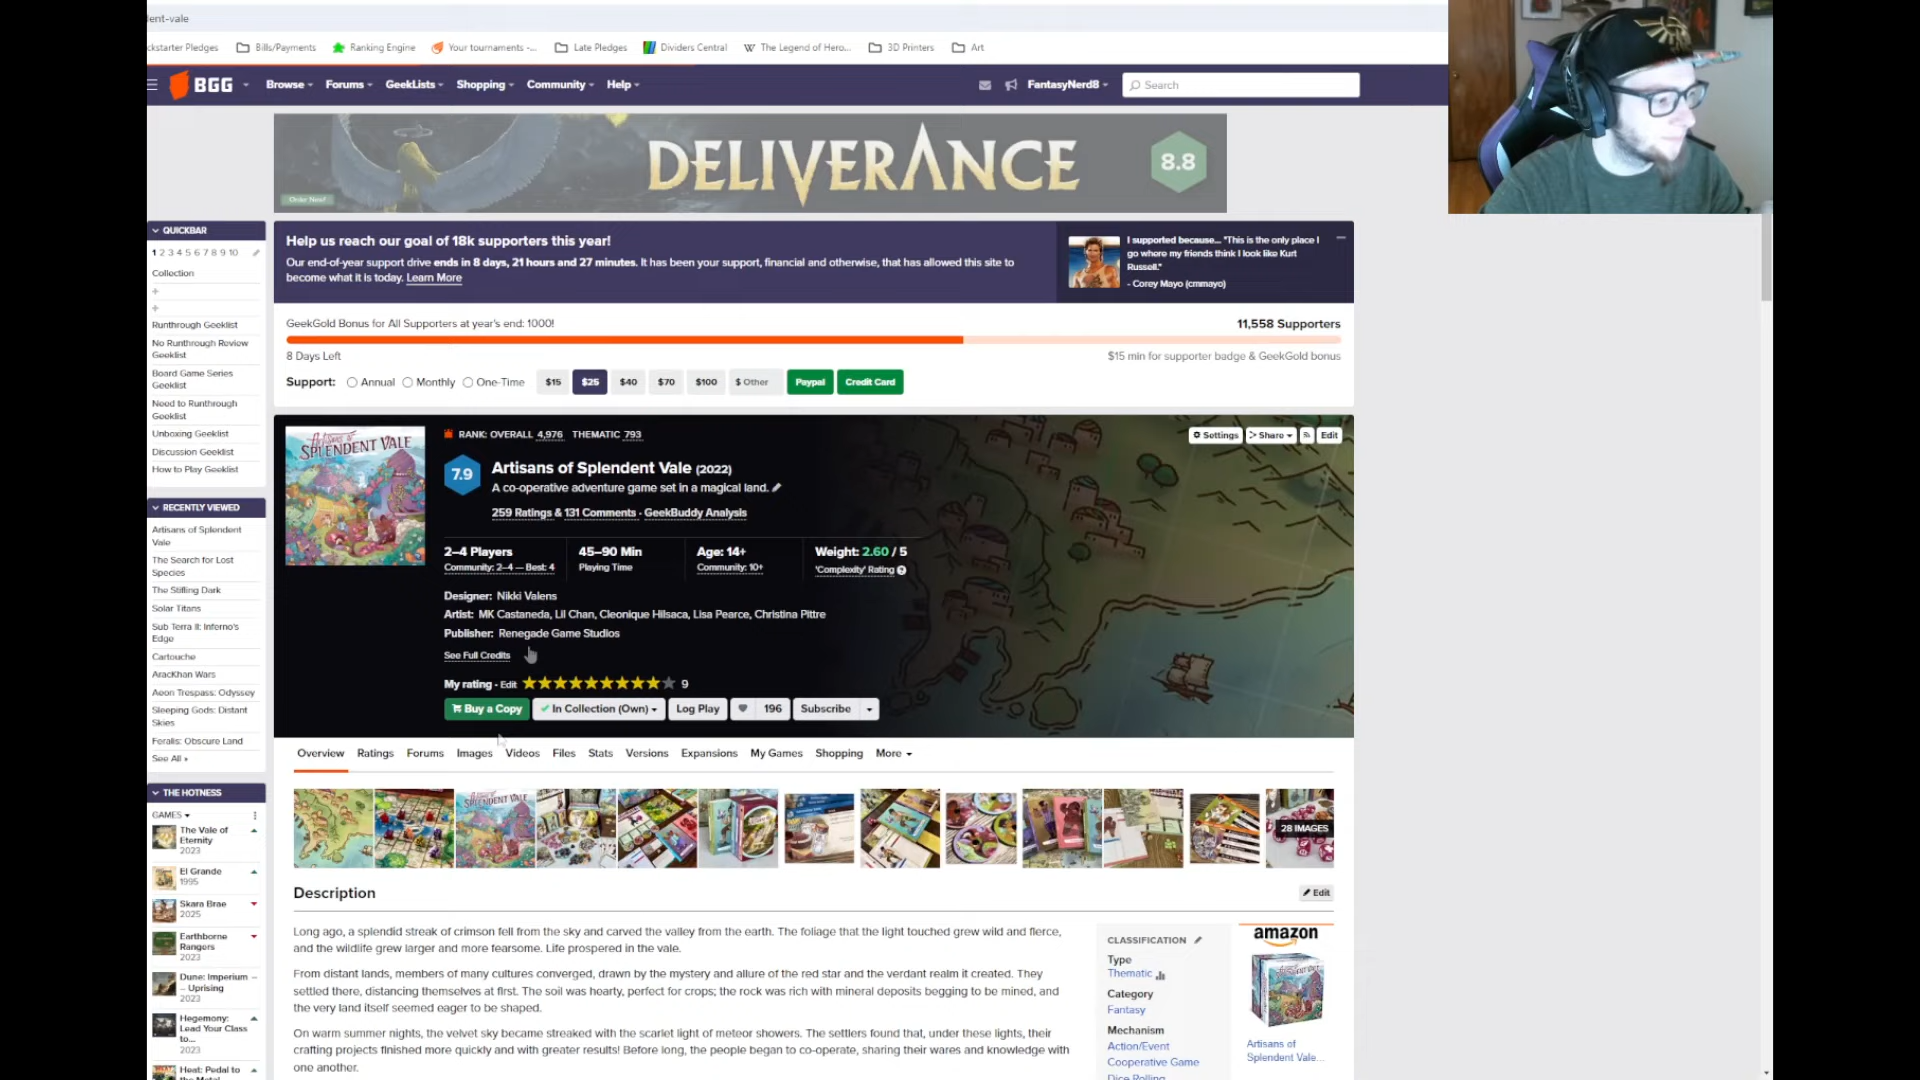 lent-vale
ckstarter Pledges
Bills/Payments
Ranking Engine
Your tournaments -...
Late Pledges
Dividers Central
W The Legend of Hero...
3D Printers
Art
BGG
Browse
Forums
GeekLists
Shopping
Community
Help
FantasyNerd8
Search
DELIVERANCE
8.8
Order Now!
QUICKBAR
1 2 3 4 5 6 7 8 9 10
Collection
+
+
Runthrough Geeklist
No Runthrough Review
Geeklist
Board Game Series
Geeklist
Need to Runthrough
Geeklist
Unboxing Geeklist
Discussion Geeklist
How to Play Geeklist
RECENTLY VIEWED
Artisans of Splendent
Vale
The Search for Lost
Species
The Stifling Dark
Solar Titans
Sub Terra II: Inferno's
Edge
Cartouche
AracKhan Wars
Aeon Trespass: Odyssey
Sleeping Gods: Distant
Skies
Feralis: Obscure Land
See All »
THE HOTNESS
GAMES
The Vale of
Eternity
2023
El Grande
1995
Skara Brae
2025
Earthborne
Rangers
2023
Dune: Imperium –
– Uprising
2023
Hegemony:
Lead Your Class
to...
2023
Heat: Pedal to
the Metal
Help us reach our goal of 18k supporters this year!
Our end-of-year support drive ends in 8 days, 21 hours and 27 minutes. It has been your support, financial and otherwise, that has allowed this site to
become what it is today. Learn More
I supported because... "This is the only place I
go where my friends think I look like Kurt
Russell."
- Corey Mayo (cmmayo)
GeekGold Bonus for All Supporters at year's end: 1000!
11,558 Supporters
8 Days Left
$15 min for supporter badge & GeekGold bonus
Support:
Annual
Monthly
One-Time
$15
$25
$40
$70
$100
$ Other
Paypal
Credit Card
Artisans of
SPLENDENT VALE
RANK: OVERALL 4,976 THEMATIC 793
Settings
Share
Edit
7.9
Artisans of Splendent Vale (2022)
A co-operative adventure game set in a magical land.
259 Ratings & 131 Comments · GeekBuddy Analysis
2–4 Players
Community: 2–4 — Best: 4
45–90 Min
Playing Time
Age: 14+
Community: 10+
Weight: 2.60 / 5
'Complexity' Rating
Designer: Nikki Valens
Artist: MK Castaneda, Lil Chan, Cleonique Hilsaca, Lisa Pearce, Christina Pittre
Publisher: Renegade Game Studios
See Full Credits
My rating - Edit
9
Buy a Copy
In Collection (Own)
Log Play
196
Subscribe
Overview
Ratings
Forums
Images
Videos
Files
Stats
Versions
Expansions
My Games
Shopping
More
SPLENDENT VALE
28 IMAGES
Description
Edit
Long ago, a splendid streak of crimson fell from the sky and carved the valley from the earth. The foliage that the light touched grew wild and fierce,
and the wildlife grew larger and more fearsome. Life prospered in the vale.
From distant lands, members of many cultures converged, drawn by the mystery and allure of the red star and the verdant realm it created. They
settled there, distancing themselves at first. The soil was hearty, perfect for crops; the rock was rich with mineral deposits begging to be mined, and
the very land itself seemed eager to be shaped.
On warm summer nights, the velvet sky became streaked with the scarlet light of meteor showers. The settlers found that, under these lights, their
crafting projects finished more quickly and with greater results! Before long, the people began to co-operate, sharing their wares and knowledge with
one another.
CLASSIFICATION
Type
Thematic
Category
Fantasy
Mechanism
Action/Event
Cooperative Game
Dice Rolling
amazon
Artisans of
Splendent Vale...